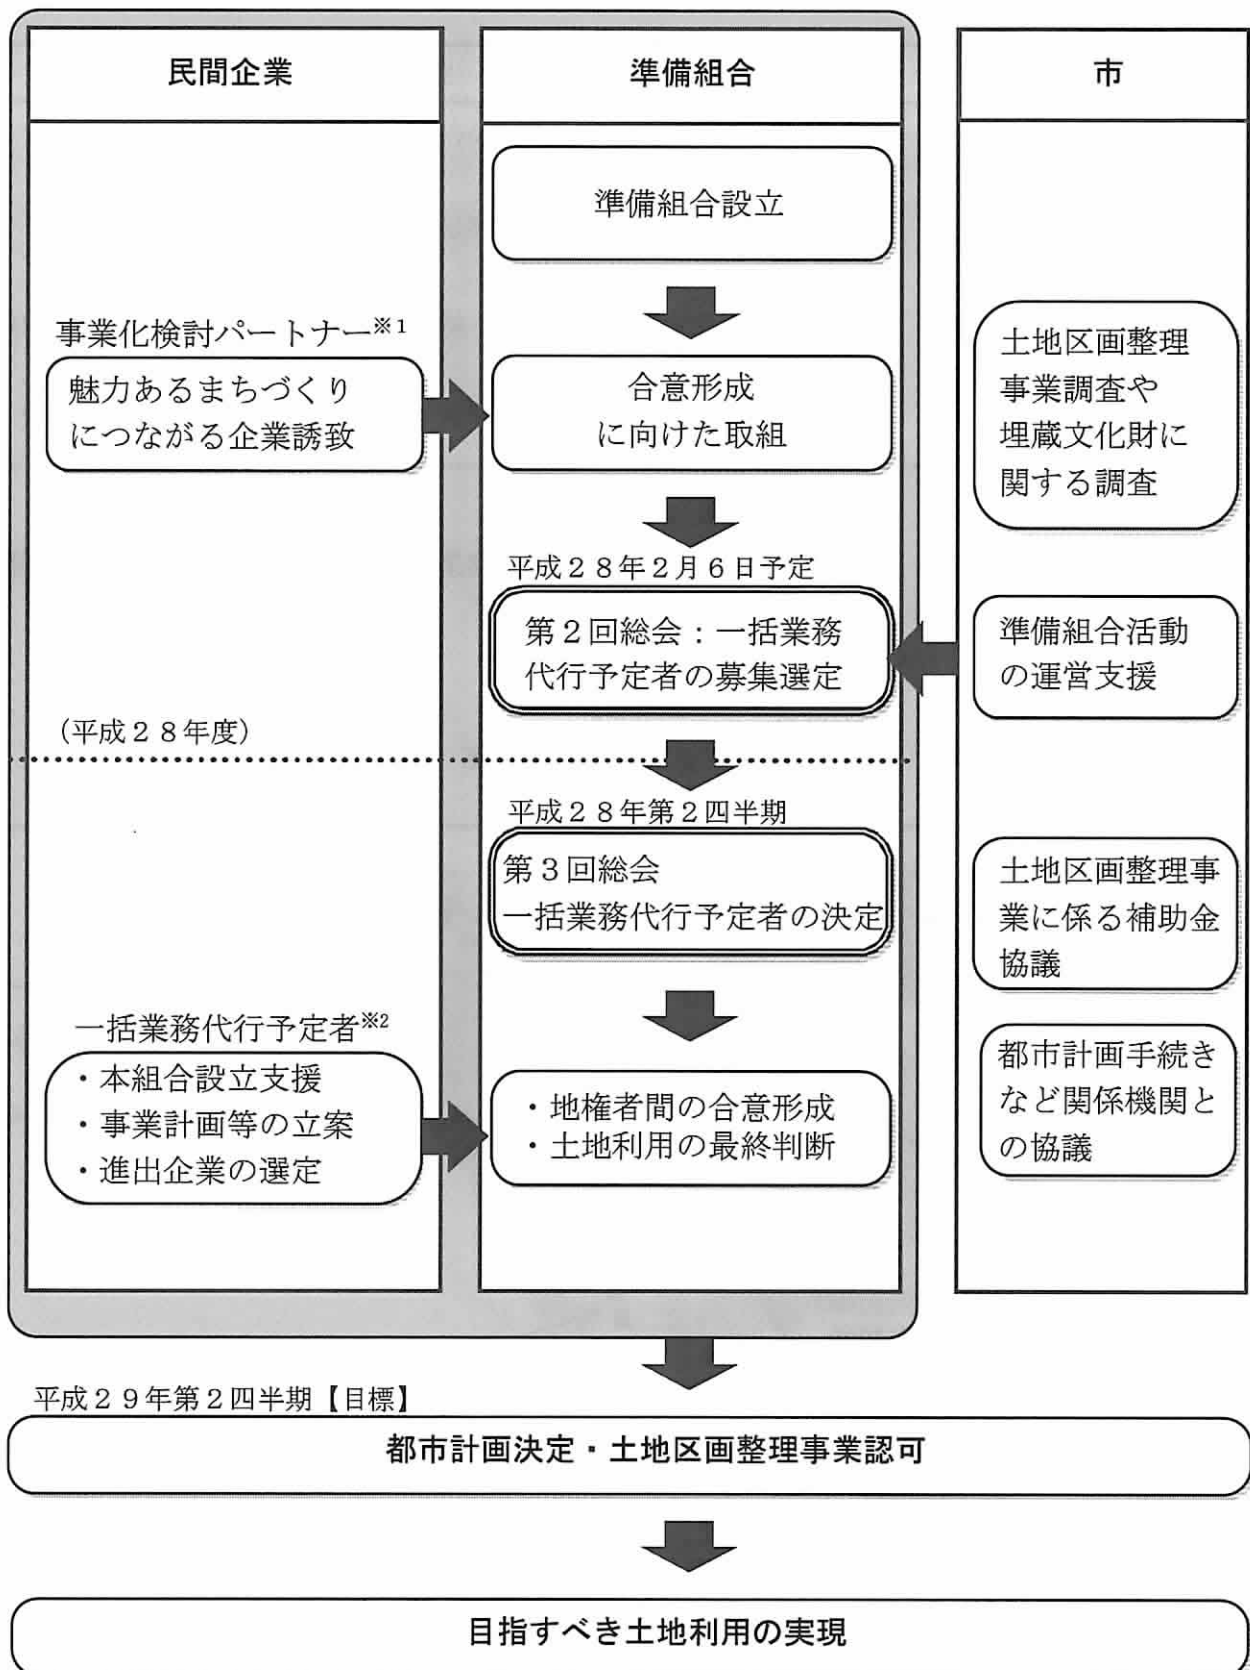 民間企業
準備組合
市
準備組合設立
事業化検討パートナー※1
魅力あるまちづくり
につながる企業誘致
合意形成
に向けた取組
土地区画整理
事業調査や
埋蔵文化財に
関する調査
平成２８年２月６日予定
第２回総会：一括業務
代行予定者の募集選定
準備組合活動
の運営支援
(平成２８年度)
平成２８年第２四半期
第３回総会
一括業務代行予定者の決定
土地区画整理事
業に係る補助金
協議
一括業務代行予定者※2
・本組合設立支援
・事業計画等の立案
・進出企業の選定
・地権者間の合意形成
・土地利用の最終判断
都市計画手続き
など関係機関と
の協議
平成２９年第２四半期【目標】
都市計画決定・土地区画整理事業認可
目指すべき土地利用の実現